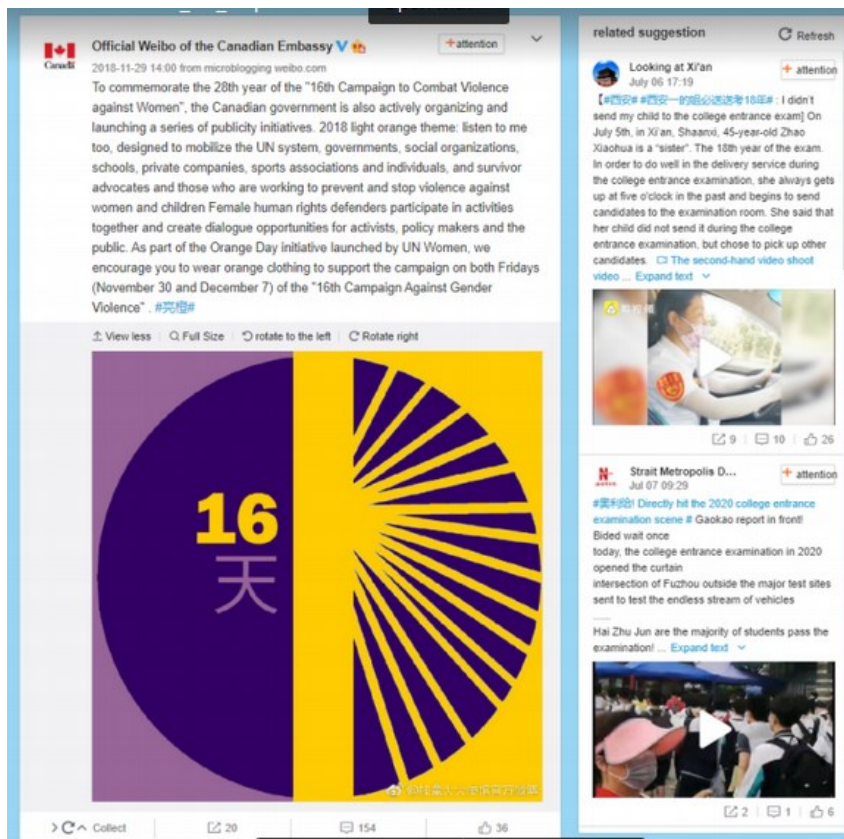 Official Weibo of the Canadian Embassy
+attention
Canada
2018-11-29 14:00 from microblogging weibo.com
To commemorate the 28th year of the "16th Campaign to Combat Violence
against Women", the Canadian government is also actively organizing and
launching a series of publicity initiatives. 2018 light orange theme: listen to me
too, designed to mobilize the UN system, governments, social organizations,
schools, private companies, sports associations and individuals, and survivor
advocates and those who are working to prevent and stop violence against
women and children Female human rights defenders participate in activities
together and create dialogue opportunities for activists, policy makers and the
public. As part of the Orange Day initiative launched by UN Women, we
encourage you to wear orange clothing to support the campaign on both Fridays
(November 30 and December 7) of the "16th Campaign Against Gender
Violence" . #亮橙#
View less Full Size rotate to the left Rotate right
16
天
Collect 20 154 36
related suggestion Refresh
Looking at Xi'an
+ attention
July 06 17:19
【#西安# #西安一的姐必送考18年# : I didn't
send my child to the college entrance exam] On
July 5th, in Xi'an, Shaanxi, 45-year-old Zhao
Xiaohua is a "sister". The 18th year of the exam.
In order to do well in the delivery service during
the college entrance examination, she always gets
up at five o'clock in the past and begins to send
candidates to the examination room. She said that
her child did not send it during the college
entrance examination, but chose to pick up other
candidates. The second-hand video shoot
video ... Expand text
9 10 26
Strait Metropolis D...
+ attention
Jul 07 09:29
#奥利给! Directly hit the 2020 college entrance
examination scene # Gaokao report in front!
Bided wait once
today, the college entrance examination in 2020
opened the curtain
intersection of Fuzhou outside the major test sites
sent to test the endless stream of vehicles
......
Hai Zhu Jun are the majority of students pass the
examination! ... Expand text
2 1 6